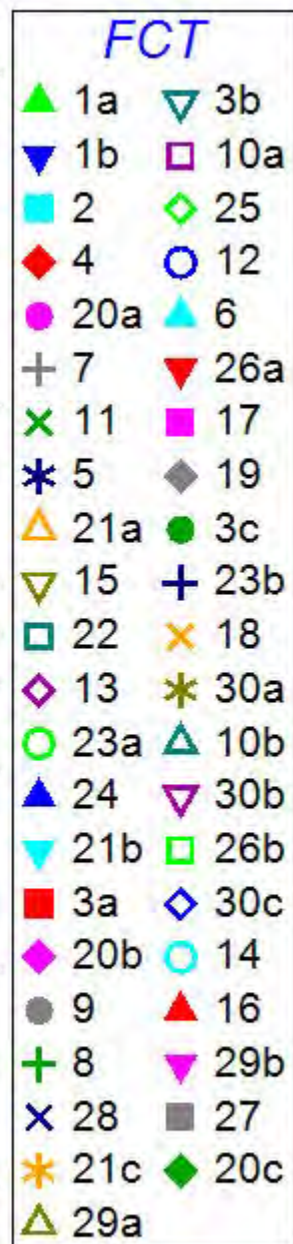 FCT
1a 3b
1b 10a
2 25
4 12
20a 6
7 26a
11 17
5 19
21a 3c
15 23b
22 18
13 30a
23a 10b
24 30b
21b 26b
3a 30c
20b 14
9 16
8 29b
28 27
21c 20c
29a